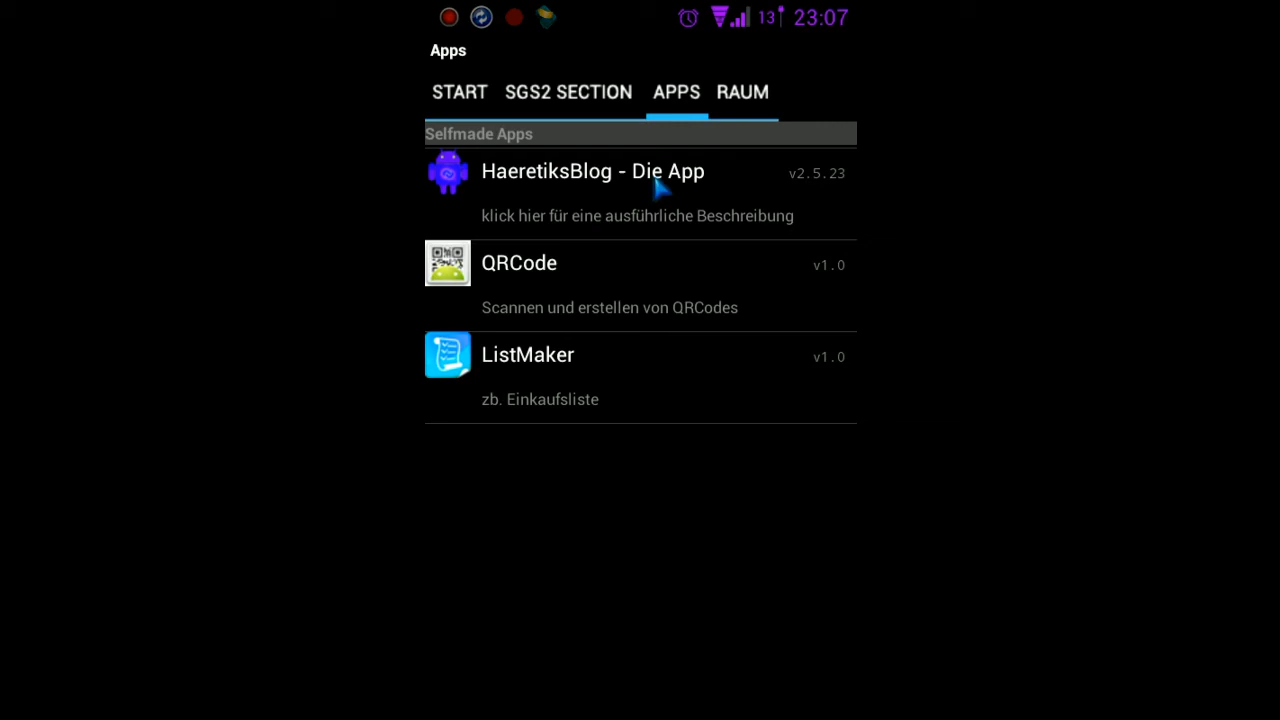 13 23:07
Apps
START SGS2 SECTION APPS RAUM
Selfmade Apps
HaeretiksBlog - Die App v2.5.23
klick hier für eine ausführliche Beschreibung
QRCode v1.0
Scannen und erstellen von QRCodes
ListMaker v1.0
zb. Einkaufsliste